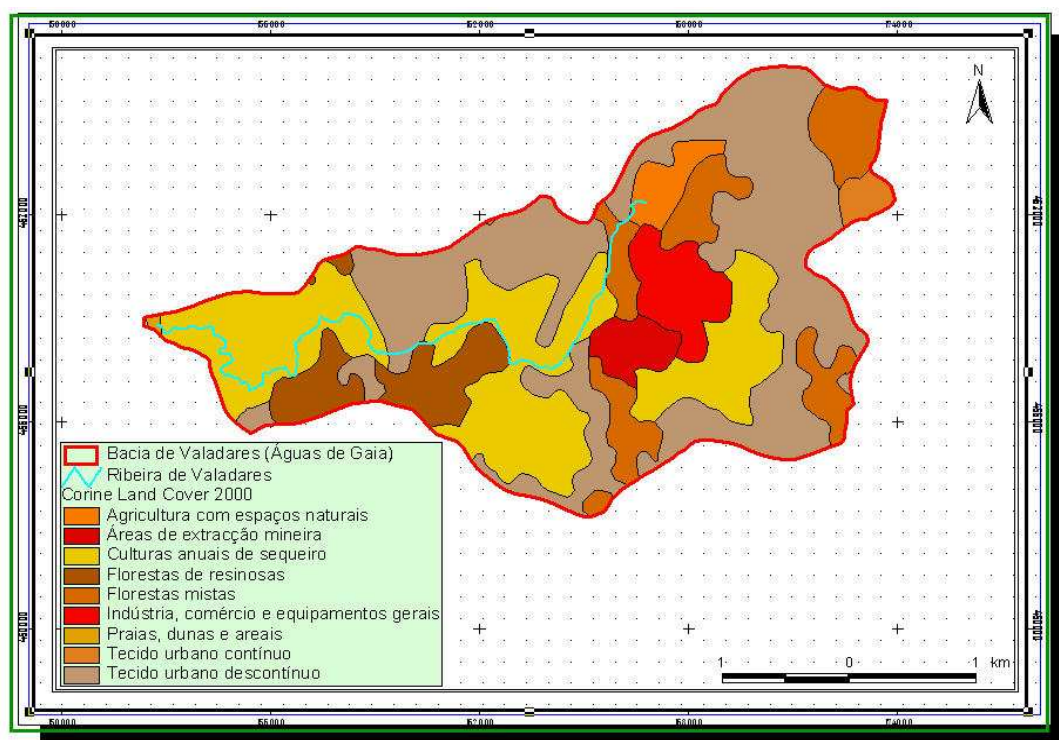 N
Bacia de Valadares (Águas de Gaia)
Ribeira de Valadares
Corine Land Cover 2000
Agricultura com espaços naturais
Áreas de extracção mineira
Culturas anuais de sequeiro
Florestas de resinosas
Florestas mistas
Indústria, comércio e equipamentos gerais
Praias, dunas e areais
Tecido urbano contínuo
Tecido urbano descontínuo
1 0 1 km